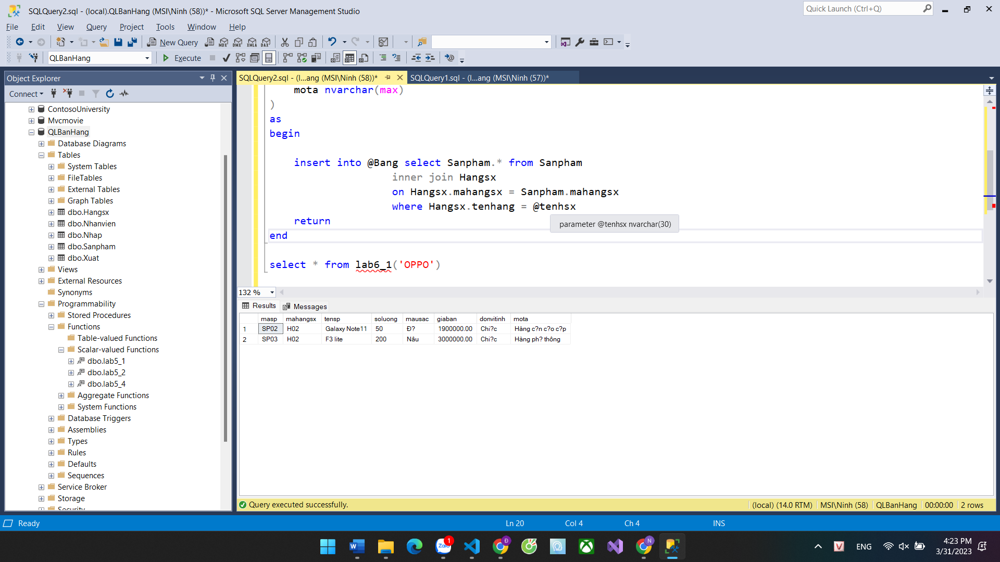 SQLQuery2.sql - (local).QLBanHang (MSI\Ninh (58))* - Microsoft SQL Server Management Studio
Quick Launch (Ctrl+Q)
File Edit View Query Project Tools Window Help
New Query
MDX DMX XMLA DAX
QLBanHang
Execute
Object Explorer
SQLQuery2.sql - (l...ang (MSI\Ninh (58))*
SQLQuery1.sql - (l...ang (MSI\Ninh (57))*
Connect
ContosoUniversity
Mvcmovie
QLBanHang
Database Diagrams
Tables
System Tables
FileTables
External Tables
Graph Tables
dbo.Hangsx
dbo.Nhanvien
dbo.Nhap
dbo.Sanpham
dbo.Xuat
Views
External Resources
Synonyms
Programmability
Stored Procedures
Functions
Table-valued Functions
Scalar-valued Functions
dbo.lab5_1
dbo.lab5_2
dbo.lab5_4
Aggregate Functions
System Functions
Database Triggers
Assemblies
Types
Rules
Defaults
Sequences
Service Broker
Storage
Security
mota nvarchar(max)
)
as
begin
insert into @Bang select Sanpham.* from Sanpham
inner join Hangsx
on Hangsx.mahangsx = Sanpham.mahangsx
where Hangsx.tenhang = @tenhsx
return
parameter @tenhsx nvarchar(30)
end
select * from lab6_1('OPPO')
132 %
Results Messages
masp mahangsx tensp soluong mausac giaban donvitinh mota
1 SP02 H02 Galaxy Note11 50 Đ? 1900000.00 Chi?c Hàng c?n c?o c?p
2 SP03 H02 F3 lite 200 Nâu 3000000.00 Chi?c Hàng ph? thông
Query executed successfully.
(local) (14.0 RTM) MSI\Ninh (58) QLBanHang 00:00:00 2 rows
Ready Ln 20 Col 4 Ch 4 INS
Zalo 1 Đ N
V ENG
4:23 PM
3/31/2023